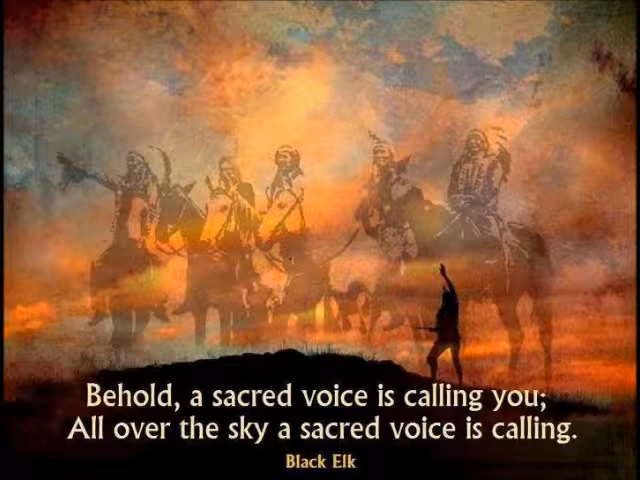 Behold, a sacred voice is calling you;
All over the sky a sacred voice is calling.
Black Elk